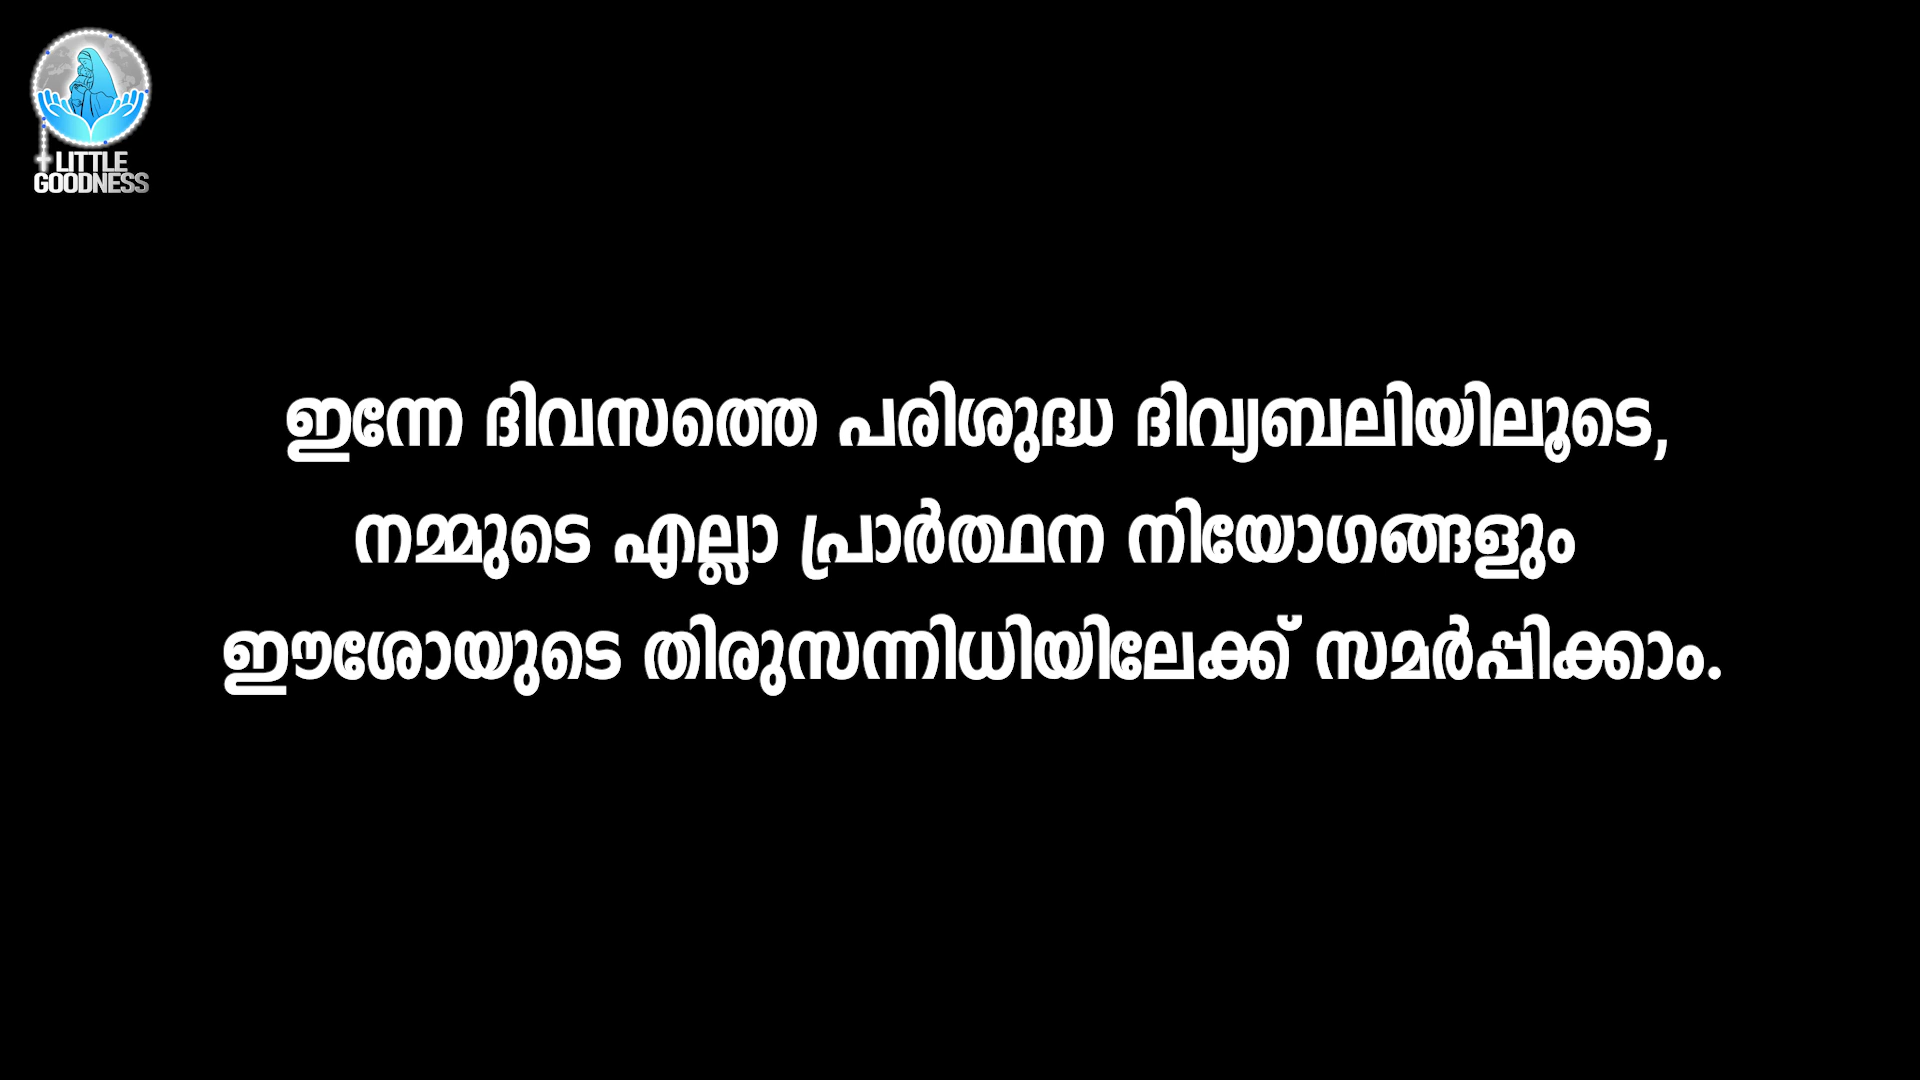 LITTLE
GOODNESS
ഇന്നേ ദിവസത്തെ പരിശുദ്ധ ദിവ്യബലിയിലൂടെ,
നമ്മുടെ എല്ലാ പ്രാർത്ഥന നിയോഗങ്ങളും
ഈശോയുടെ തിരുസന്നിധിയിലേക്ക് സമർപ്പിക്കാം.